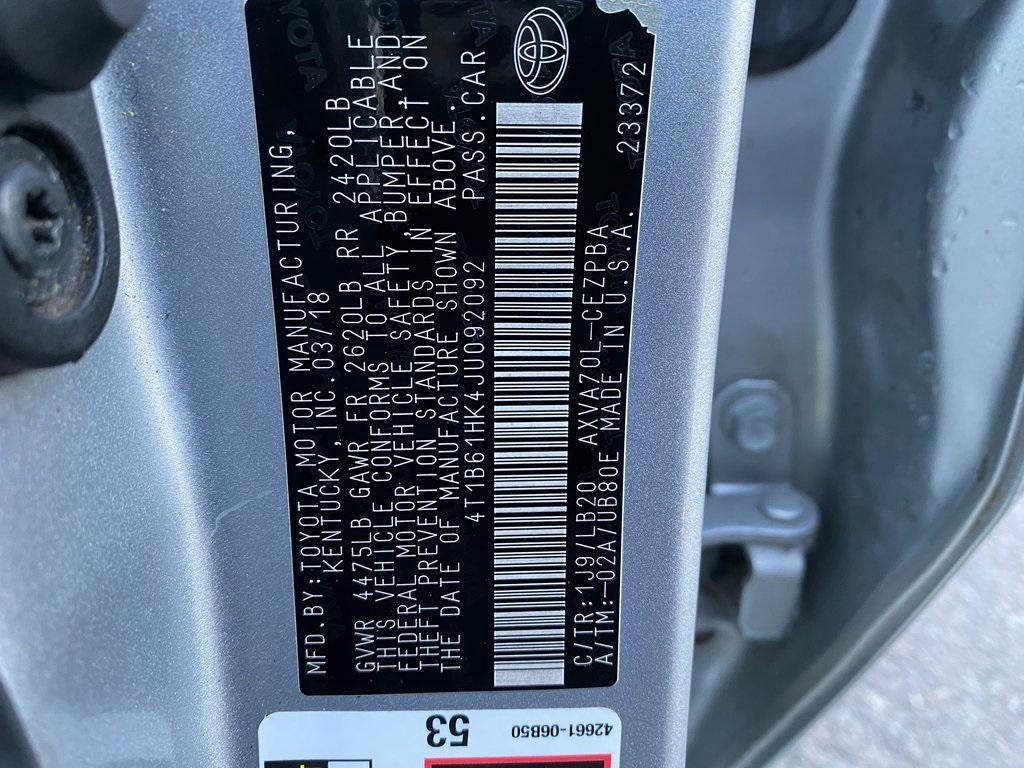 MFD.BY:TOYOTA MOTOR MANUFACTURING,
KENTUCKY, INC. 03/18
GVWR 4475LB GAWR FR 2620LB RR 2420LB
THIS VEHICLE CONFORMS TO ALL APPLICABLE
FEDERAL MOTOR VEHICLE SAFETY, BUMPER, AND
THEFT PREVENTION STANDARDS IN EFFECT ON
THE DATE OF MANUFACTURE SHOWN ABOVE.
4T1B61HK4JU092092 PASS.CAR
C/TR:1J9/LB20 AXVA70L-CEZPBA 23372
A/TM:-02A/UB80E MADE IN U.S.A.
53
42661-06B50